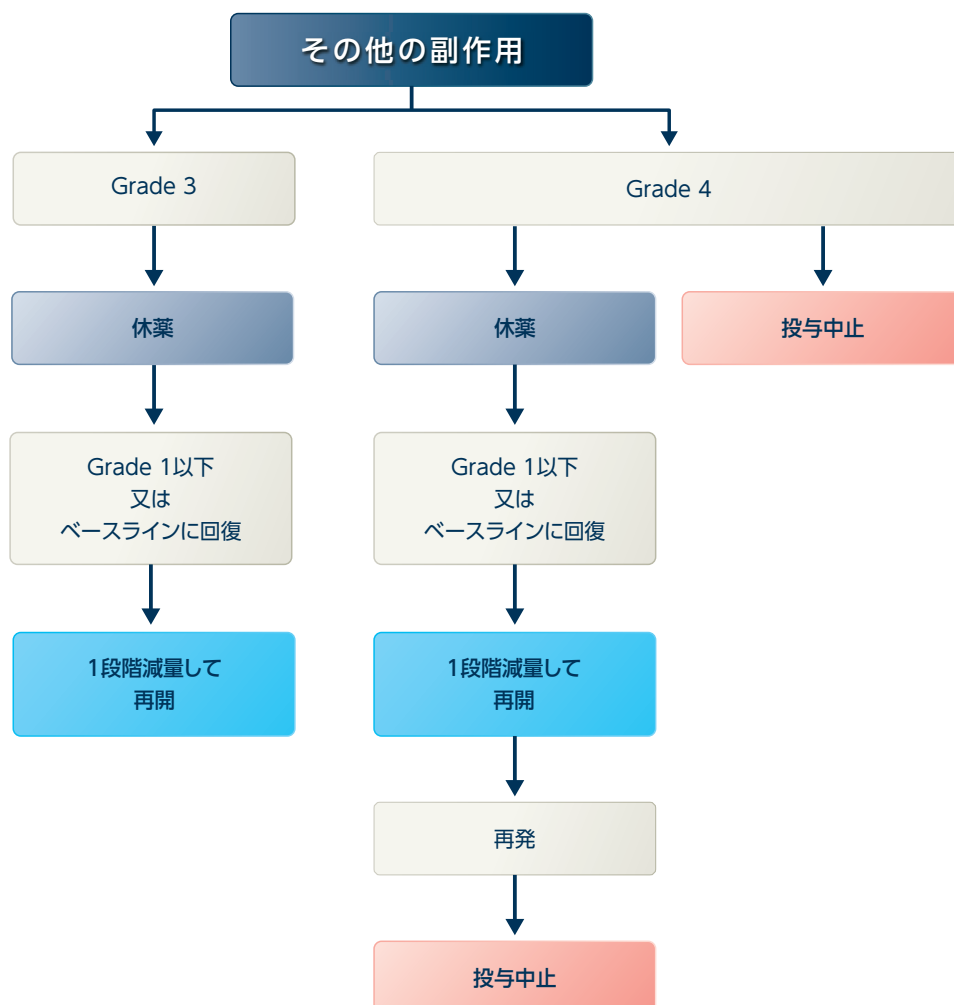 その他の副作用
Grade 3
Grade 4
休薬
休薬
投与中止
Grade 1以下
又は
ベースラインに回復
Grade 1以下
又は
ベースラインに回復
1段階減量して
再開
1段階減量して
再開
再発
投与中止